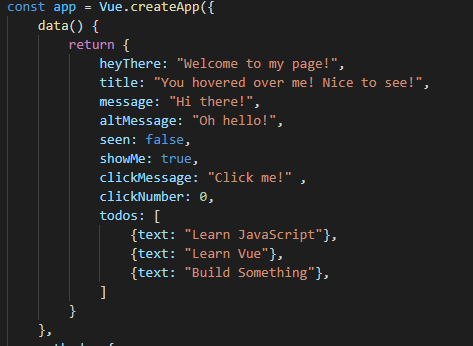 const app = Vue.createApp({
    data() {
        return {
            heyThere: "Welcome to my page!",
            title: "You hovered over me! Nice to see!",
            message: "Hi there!",
            altMessage: "Oh hello!",
            seen: false,
            showMe: true,
            clickMessage: "Click me!" ,
            clickNumber: 0,
            todos: [
                {text: "Learn JavaScript"},
                {text: "Learn Vue"},
                {text: "Build Something"},
            ]
        }
    },